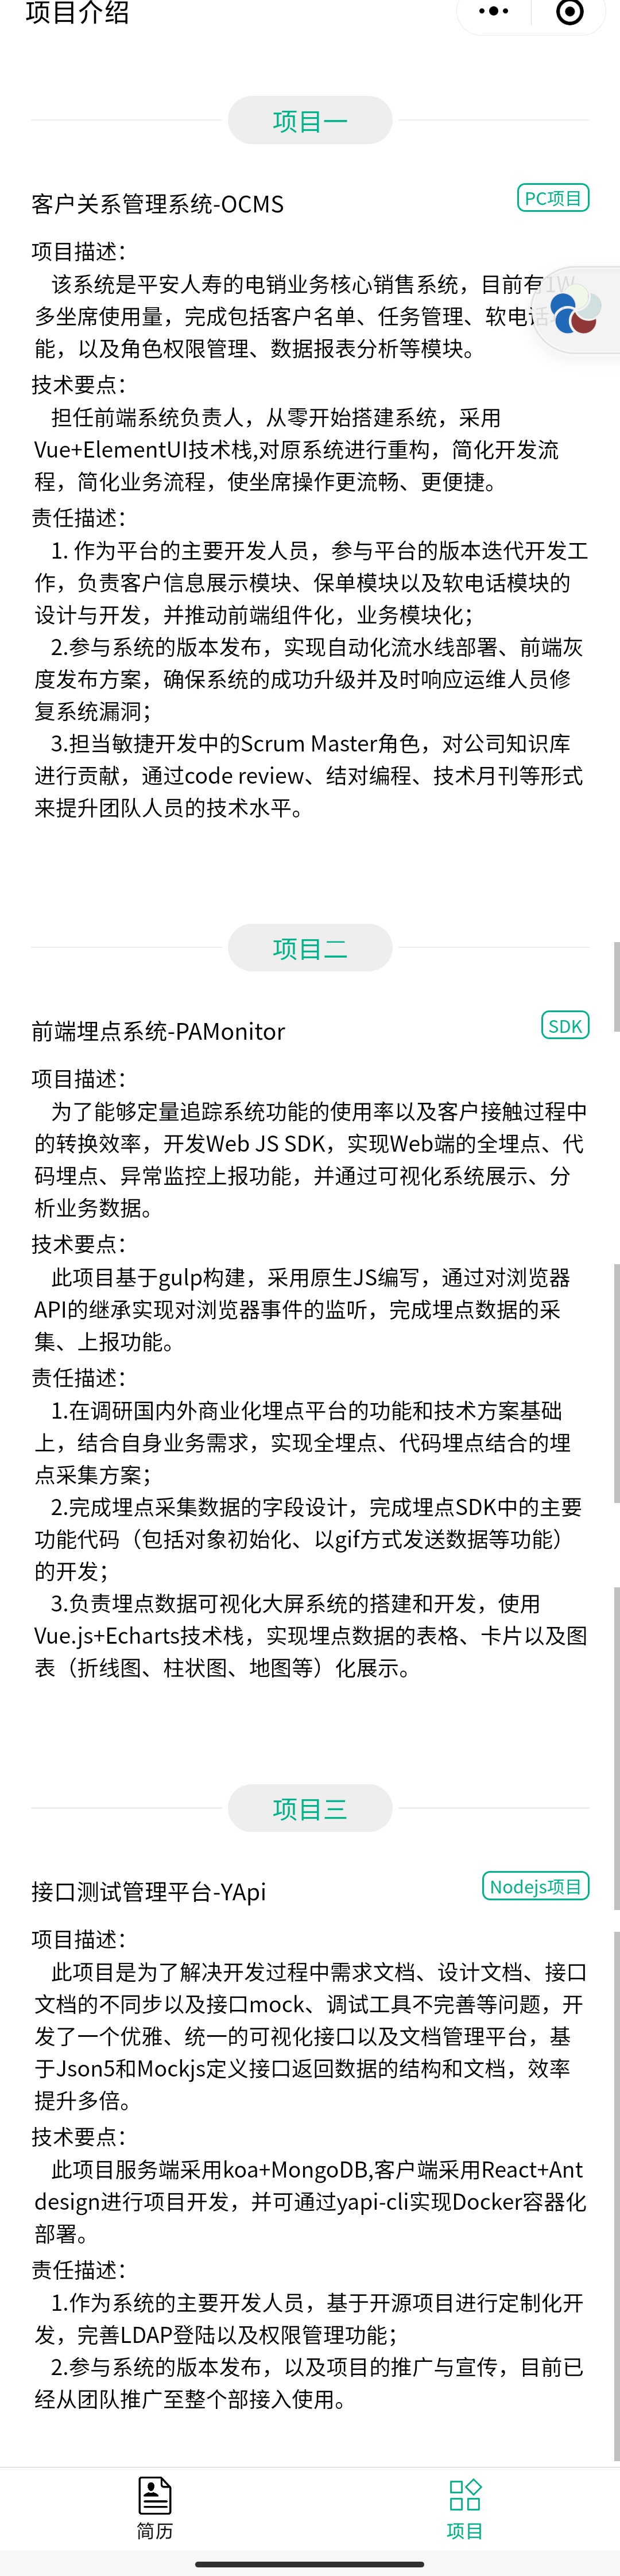 项目介绍
项目一
客户关系管理系统-OCMS
PC项目
项目描述：
该系统是平安人寿的电销业务核心销售系统，目前有1W
多坐席使用量，完成包括客户名单、任务管理、软电话
能，以及角色权限管理、数据报表分析等模块。
技术要点：
担任前端系统负责人，从零开始搭建系统，采用
Vue+ElementUI技术栈,对原系统进行重构，简化开发流
程，简化业务流程，使坐席操作更流畅、更便捷。
责任描述：
1. 作为平台的主要开发人员，参与平台的版本迭代开发工
作，负责客户信息展示模块、保单模块以及软电话模块的
设计与开发，并推动前端组件化，业务模块化；
2.参与系统的版本发布，实现自动化流水线部署、前端灰
度发布方案，确保系统的成功升级并及时响应运维人员修
复系统漏洞；
3.担当敏捷开发中的Scrum Master角色，对公司知识库
进行贡献，通过code review、结对编程、技术月刊等形式
来提升团队人员的技术水平。
项目二
前端埋点系统-PAMonitor
SDK
项目描述：
为了能够定量追踪系统功能的使用率以及客户接触过程中
的转换效率，开发Web JS SDK，实现Web端的全埋点、代
码埋点、异常监控上报功能，并通过可视化系统展示、分
析业务数据。
技术要点：
此项目基于gulp构建，采用原生JS编写，通过对浏览器
API的继承实现对浏览器事件的监听，完成埋点数据的采
集、上报功能。
责任描述：
1.在调研国内外商业化埋点平台的功能和技术方案基础
上，结合自身业务需求，实现全埋点、代码埋点结合的埋
点采集方案；
2.完成埋点采集数据的字段设计，完成埋点SDK中的主要
功能代码（包括对象初始化、以gif方式发送数据等功能）
的开发；
3.负责埋点数据可视化大屏系统的搭建和开发，使用
Vue.js+Echarts技术栈，实现埋点数据的表格、卡片以及图
表（折线图、柱状图、地图等）化展示。
项目三
接口测试管理平台-YApi
Nodejs项目
项目描述：
此项目是为了解决开发过程中需求文档、设计文档、接口
文档的不同步以及接口mock、调试工具不完善等问题，开
发了一个优雅、统一的可视化接口以及文档管理平台，基
于Json5和Mockjs定义接口返回数据的结构和文档，效率
提升多倍。
技术要点：
此项目服务端采用koa+MongoDB,客户端采用React+Ant
design进行项目开发，并可通过yapi-cli实现Docker容器化
部署。
责任描述：
1.作为系统的主要开发人员，基于开源项目进行定制化开
发，完善LDAP登陆以及权限管理功能；
2.参与系统的版本发布，以及项目的推广与宣传，目前已
经从团队推广至整个部接入使用。
简历
项目